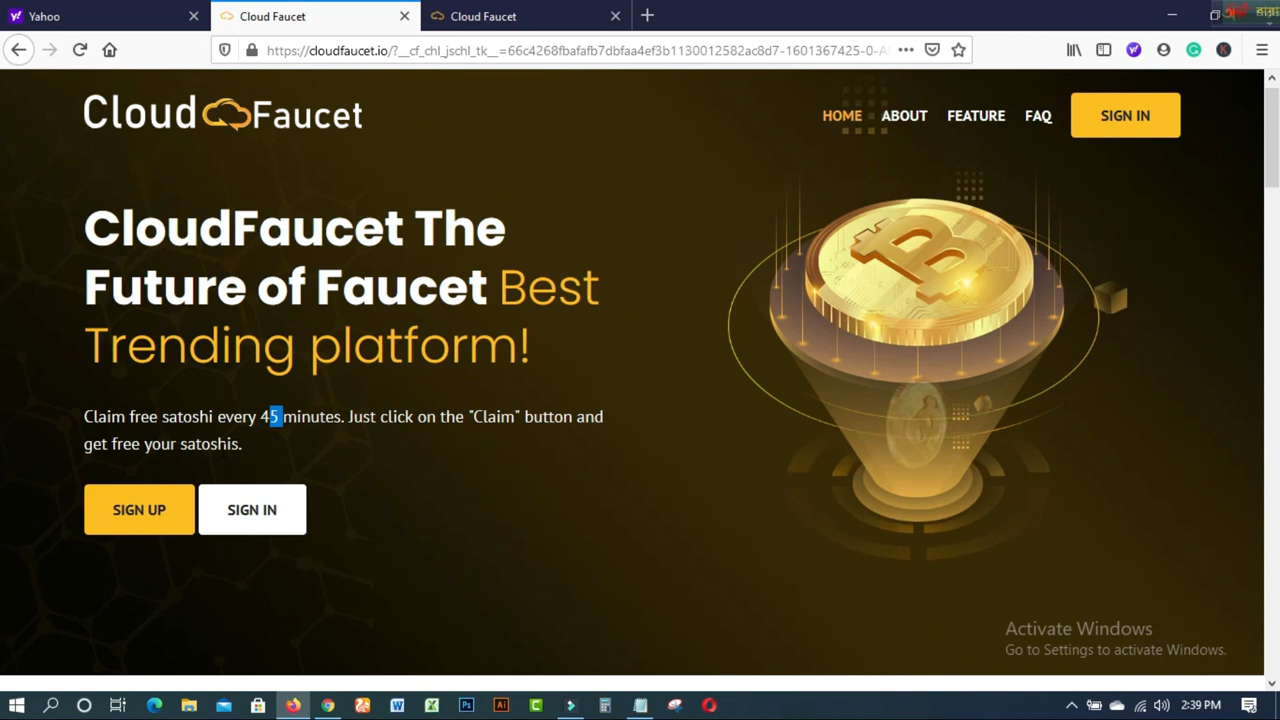 Yahoo
Cloud Faucet
Cloud Faucet
https://cloudfaucet.io/?__cf_chl_jschl_tk__=66c4268fbafafb7dbfaa4ef3b1130012582ac8d7-1601367425-0-A
Cloud Faucet
HOME ABOUT FEATURE FAQ SIGN IN
CloudFaucet The
Future of Faucet Best
Trending platform!
Claim free satoshi every 45 minutes. Just click on the "Claim" button and
get free your satoshis.
SIGN UP SIGN IN
Activate Windows
Go to Settings to activate Windows.
2:39 PM